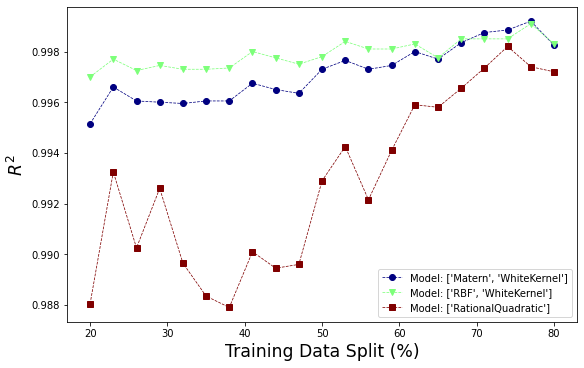 0.998
0.996
0.994
0.992
0.990
0.988
R²
20
30
40
50
60
70
80
Training Data Split (%)
Model: ['Matern', 'WhiteKernel']
Model: ['RBF', 'WhiteKernel']
Model: ['RationalQuadratic']